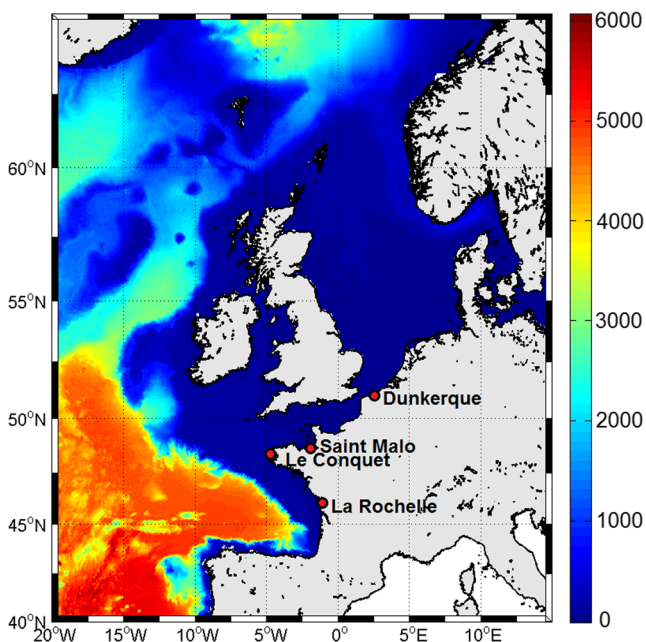 6000
5000
4000
3000
2000
1000
0
60°N
55°N
50°N
45°N
40°N
Dunkerque
Saint Malo
Le Conquet
La Rochelle
20°W 15°W 10°W 5°W 0° 5°E 10°E